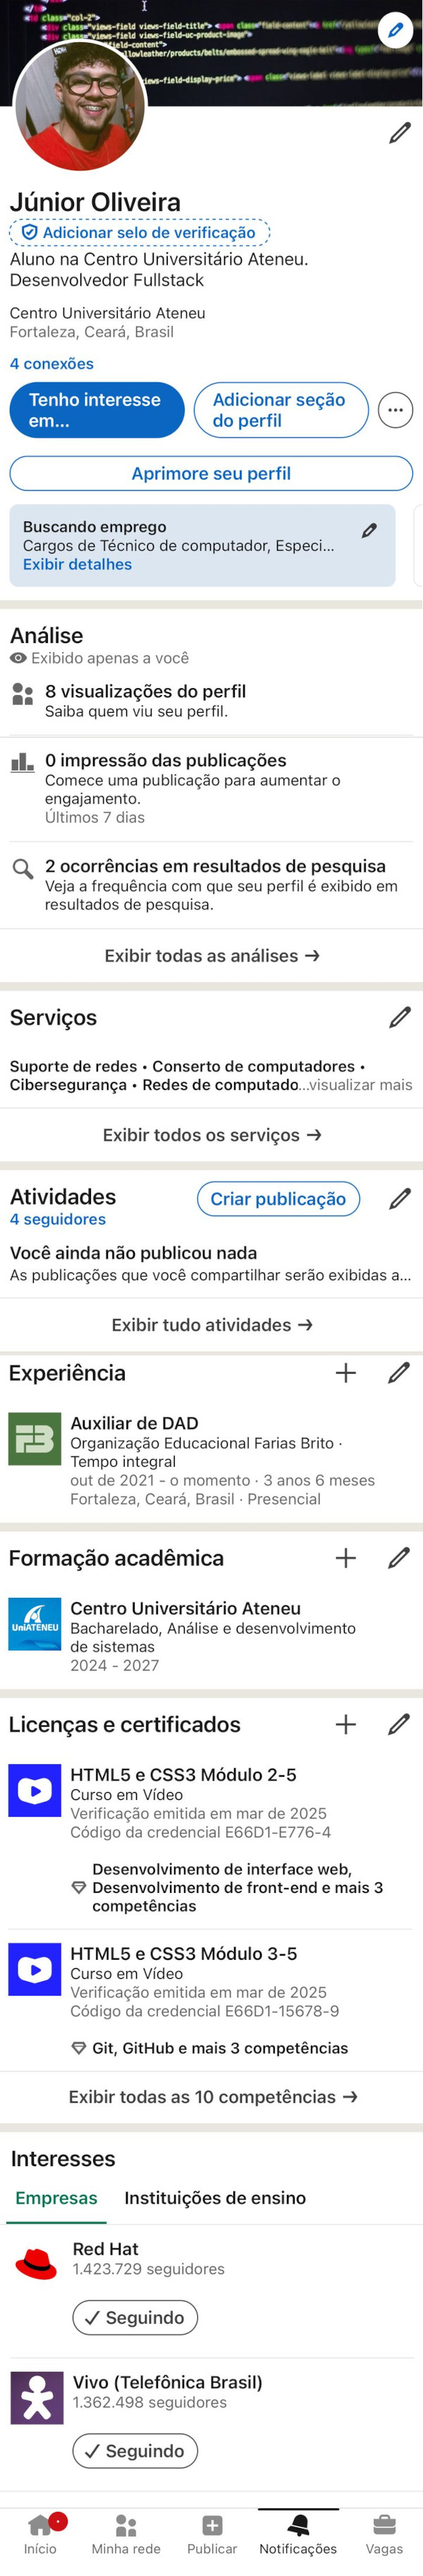 class="col-2">
Júnior Oliveira
Adicionar selo de verificação
Aluno na Centro Universitário Ateneu.
Desenvolvedor Fullstack
Centro Universitário Ateneu
Fortaleza, Ceará, Brasil
4 conexões
Tenho interesse
em...
Adicionar seção
do perfil
Aprimore seu perfil
Buscando emprego
Cargos de Técnico de computador, Especi...
Exibir detalhes
Análise
Exibido apenas a você
8 visualizações do perfil
Saiba quem viu seu perfil.
0 impressão das publicações
Comece uma publicação para aumentar o
engajamento.
Últimos 7 dias
2 ocorrências em resultados de pesquisa
Veja a frequência com que seu perfil é exibido em
resultados de pesquisa.
Exibir todas as análises →
Serviços
Suporte de redes • Conserto de computadores •
Cibersegurança • Redes de computado...visualizar mais
Exibir todos os serviços →
Atividades
Criar publicação
4 seguidores
Você ainda não publicou nada
As publicações que você compartilhar serão exibidas a...
Exibir tudo atividades →
Experiência
FB
Auxiliar de DAD
Organização Educacional Farias Brito ·
Tempo integral
out de 2021 - o momento · 3 anos 6 meses
Fortaleza, Ceará, Brasil · Presencial
Formação acadêmica
UniATENEU
Centro Universitário Ateneu
Bacharelado, Análise e desenvolvimento
de sistemas
2024 - 2027
Licenças e certificados
HTML5 e CSS3 Módulo 2-5
Curso em Vídeo
Verificação emitida em mar de 2025
Código da credencial E66D1-E776-4
Desenvolvimento de interface web,
Desenvolvimento de front-end e mais 3
competências
HTML5 e CSS3 Módulo 3-5
Curso em Vídeo
Verificação emitida em mar de 2025
Código da credencial E66D1-15678-9
Git, GitHub e mais 3 competências
Exibir todas as 10 competências →
Interesses
Empresas
Instituições de ensino
Red Hat
1.423.729 seguidores
✓ Seguindo
Vivo (Telefônica Brasil)
1.362.498 seguidores
✓ Seguindo
Início
Minha rede
Publicar
Notificações
Vagas